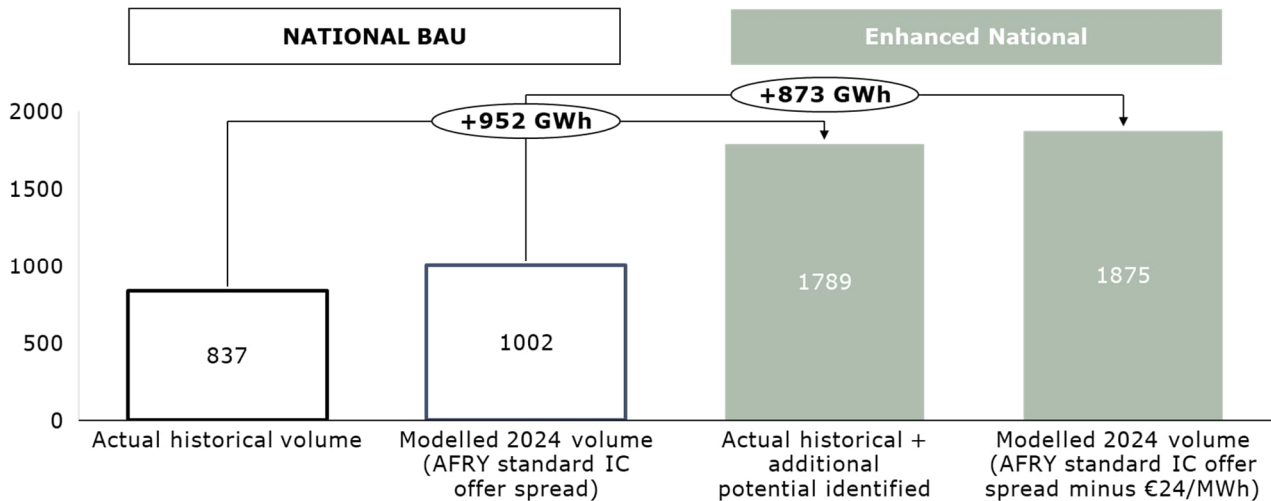 NATIONAL BAU
Enhanced National
+873 GWh
+952 GWh
2000
1500
1000
500
0
837
1002
1789
1875
Actual historical volume
Modelled 2024 volume
(AFRY standard IC
offer spread)
Actual historical +
additional
potential identified
Modelled 2024 volume
(AFRY standard IC offer
spread minus €24/MWh)